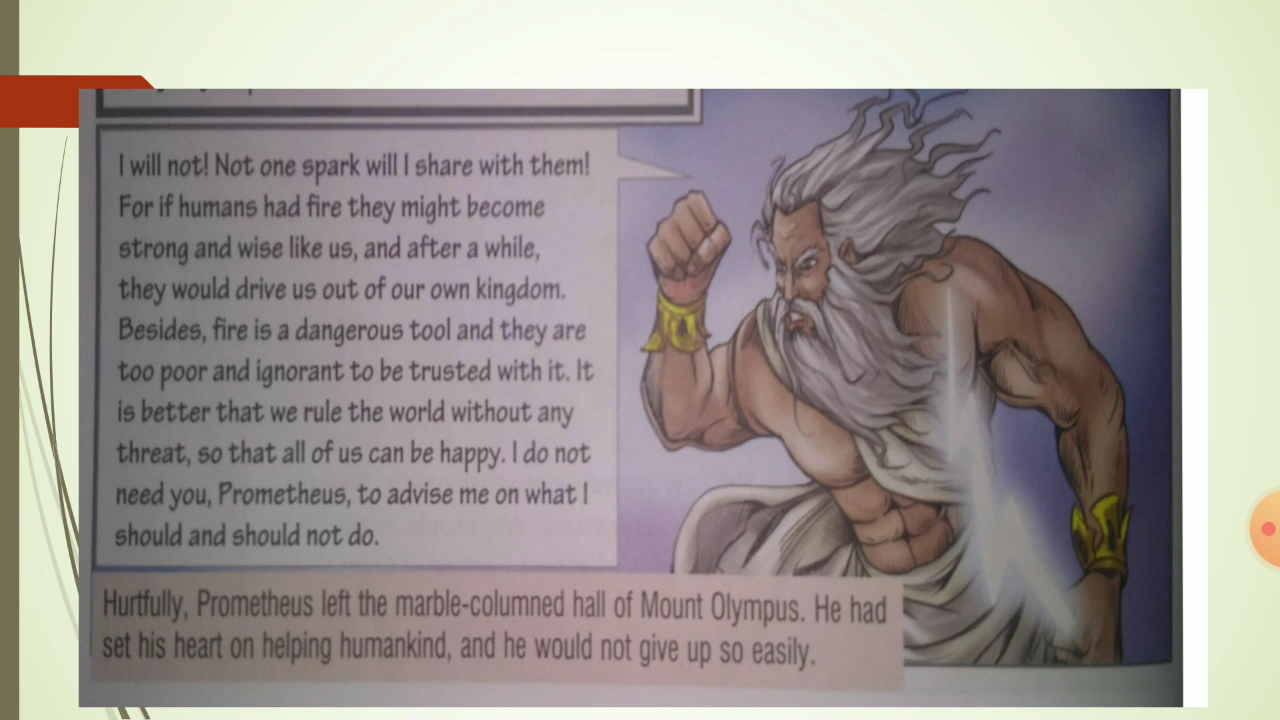 I will not! Not one spark will I share with them!
For if humans had fire they might become
strong and wise like us, and after a while,
they would drive us out of our own kingdom.
Besides, fire is a dangerous tool and they are
too poor and ignorant to be trusted with it. It
is better that we rule the world without any
threat, so that all of us can be happy. I do not
need you, Prometheus, to advise me on what I
should and should not do.
Hurtfully, Prometheus left the marble-columned hall of Mount Olympus. He had
set his heart on helping humankind, and he would not give up so easily.